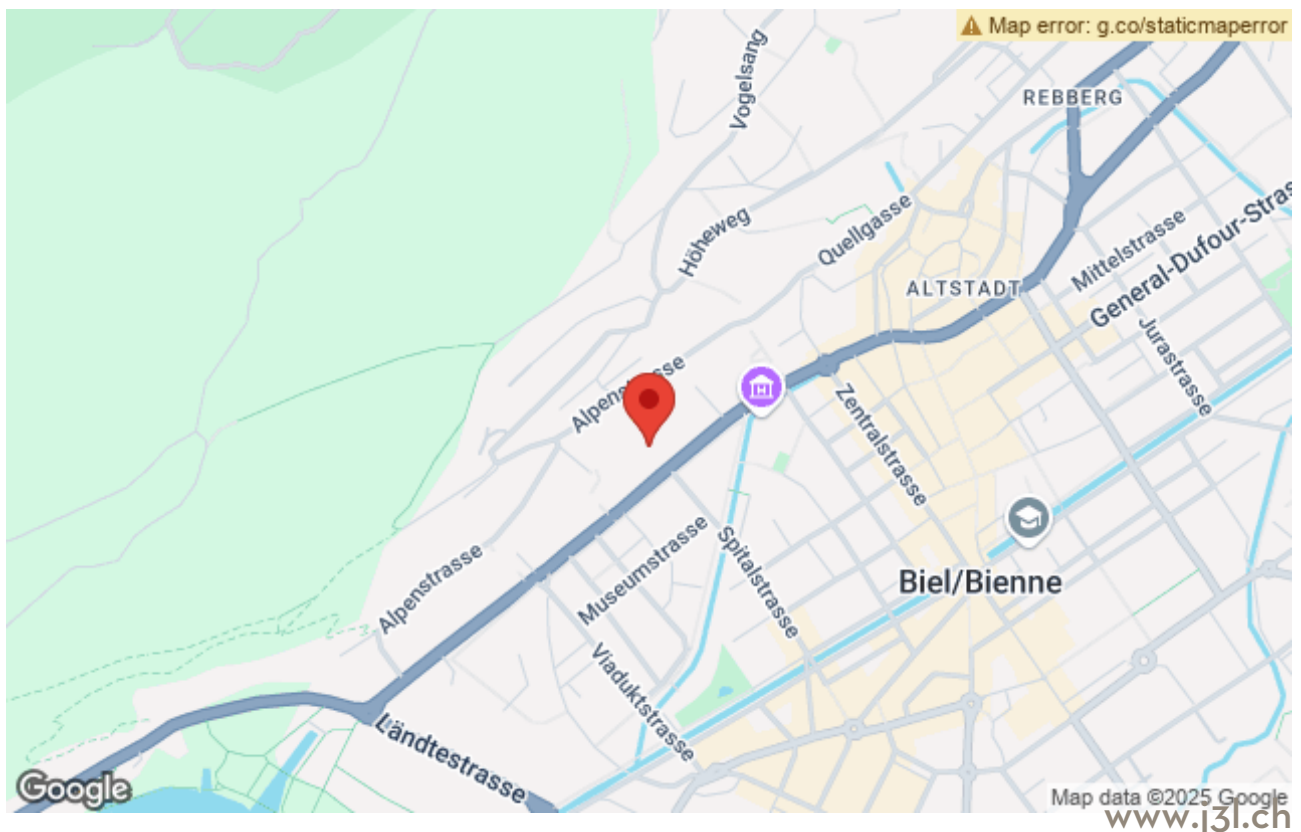 Map error: g.co/staticmaperror
Vogelsang
REBBERG
Höheweg
Quellgasse
Mittelstrasse
General-Dufour-Stras
ALTSTADT
Jurastrasse
Alpenstrasse
Zentralstrasse
Alpenstrasse
Museumstrasse
Spitalstrasse
Biel/Bienne
Viaduktstrasse
Ländtestrasse
Google
Map data ©2025 Google
www.j3l.ch